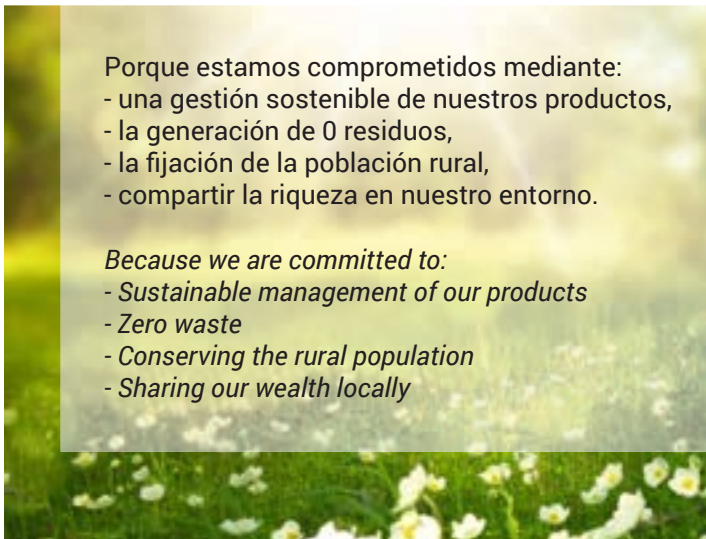 Porque estamos comprometidos mediante:
- una gestión sostenible de nuestros productos,
- la generación de 0 residuos,
- la fijación de la población rural,
- compartir la riqueza en nuestro entorno.
Because we are committed to:
- Sustainable management of our products
- Zero waste
- Conserving the rural population
- Sharing our wealth locally